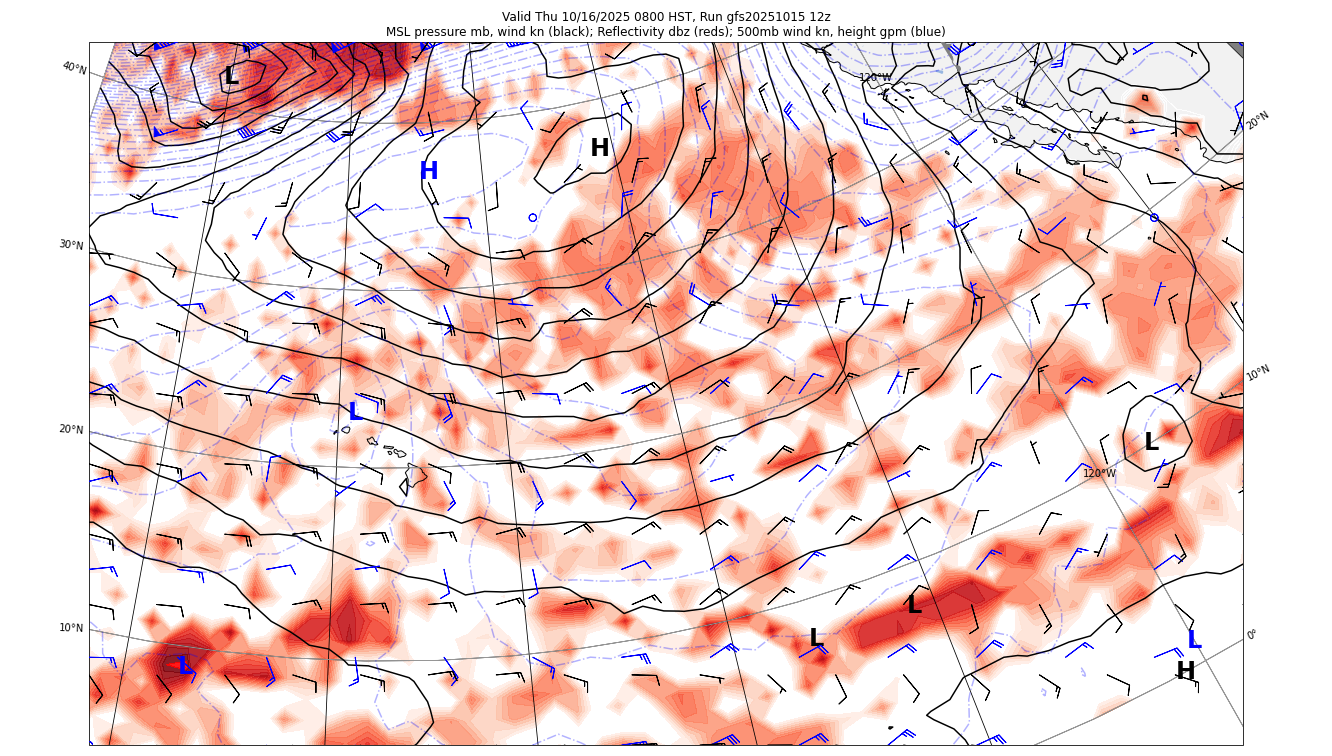 Valid Thu 10/16/2025 0800 HST, Run gfs20251015 12z
MSL pressure mb, wind kn (black); Reflectivity dbz (reds); 500mb wind kn, height gpm (blue)
40°N
L
120°W
20°N
H
H
30°N
10°N
L
20°N
L
120°W
10°N
L
L
0°
L
L
H